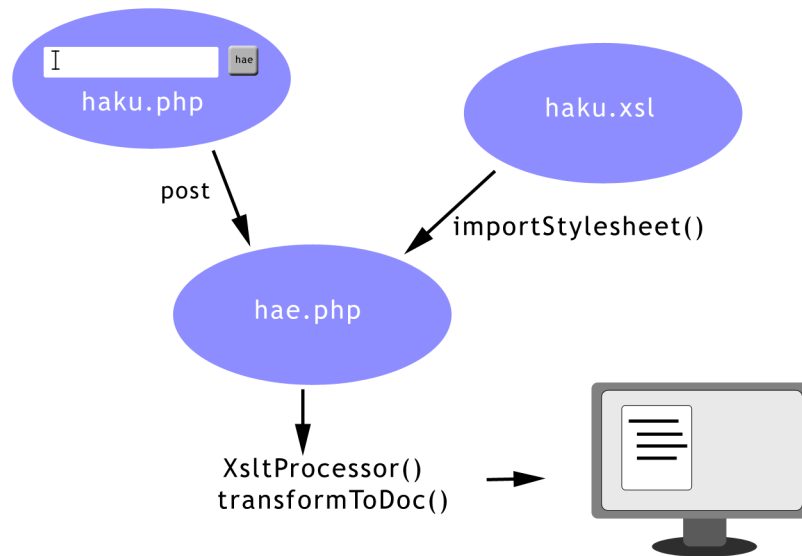 hae
haku.php
haku.xsl
post
importStylesheet()
hae.php
XsltProcessor()
transformToDoc()